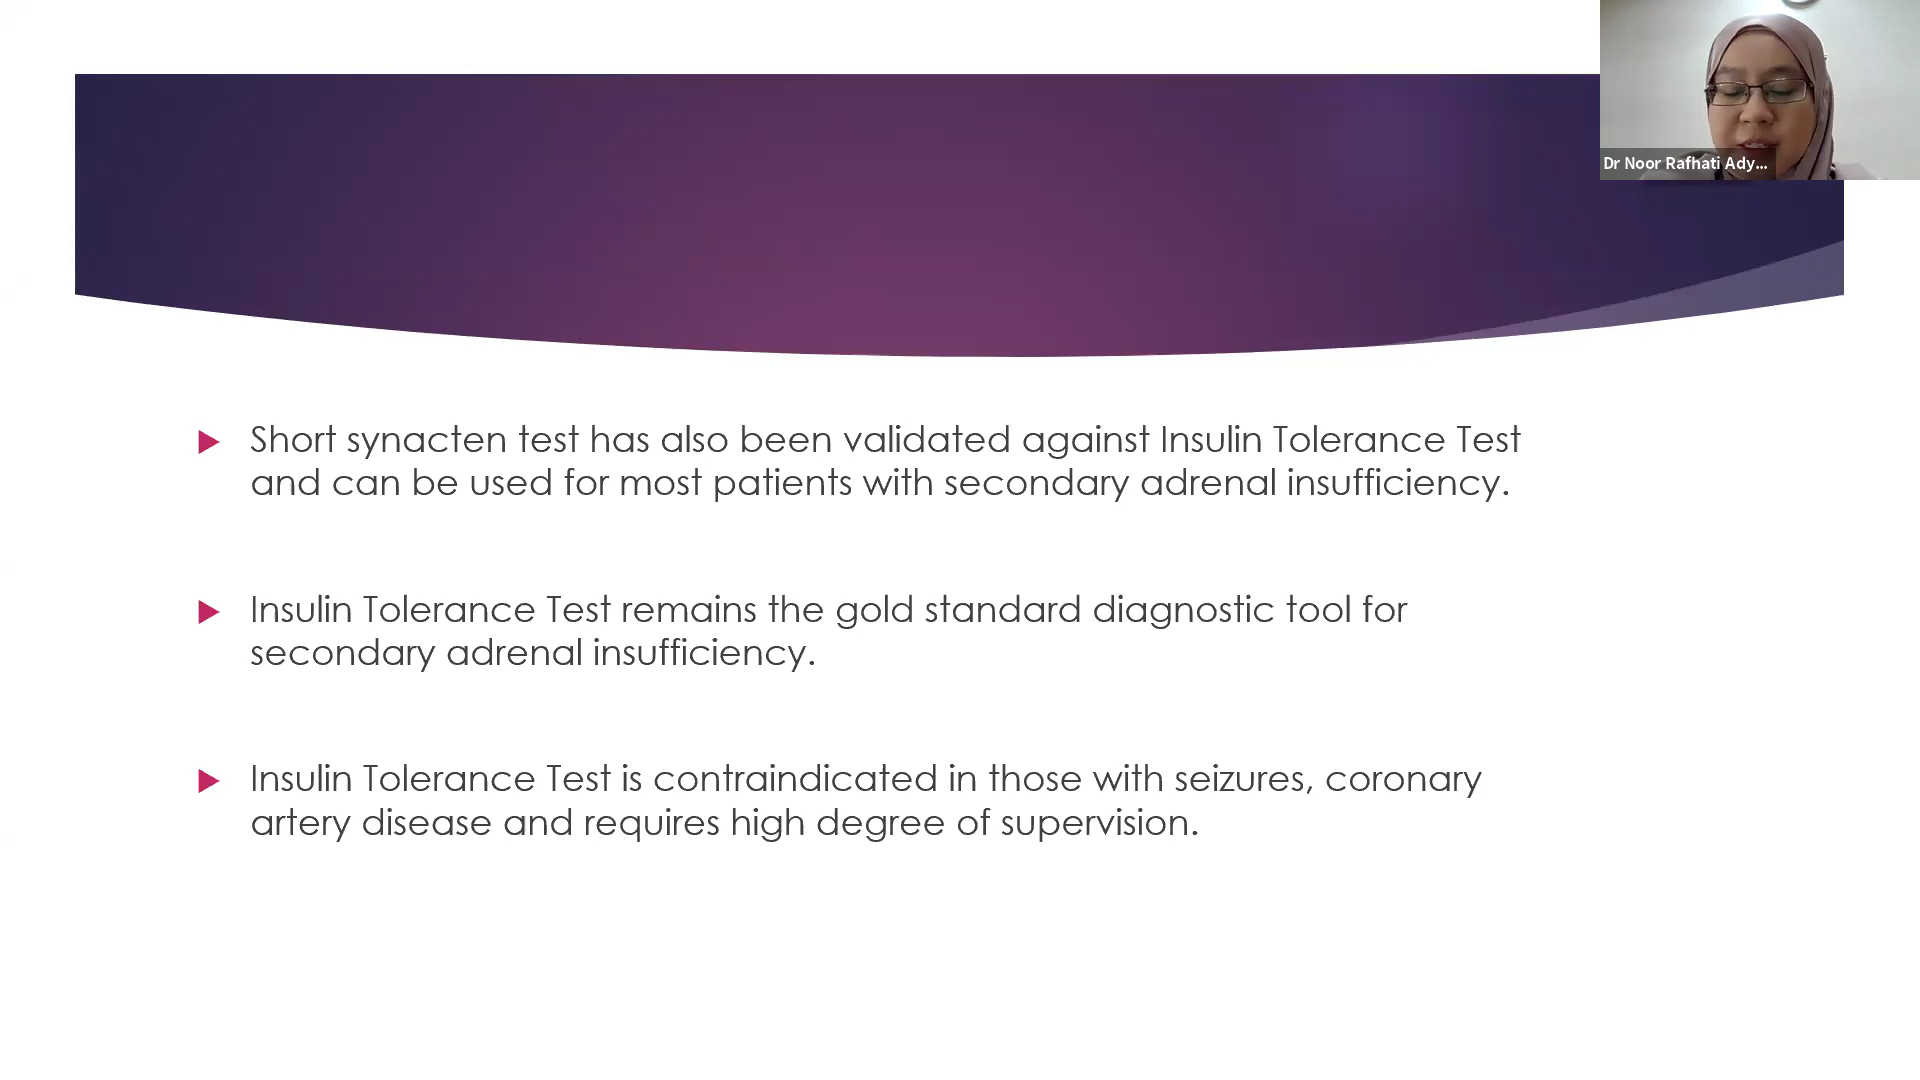 Dr Noor Rafhati Ady...
Short synacten test has also been validated against Insulin Tolerance Test
and can be used for most patients with secondary adrenal insufficiency.
Insulin Tolerance Test remains the gold standard diagnostic tool for
secondary adrenal insufficiency.
Insulin Tolerance Test is contraindicated in those with seizures, coronary
artery disease and requires high degree of supervision.